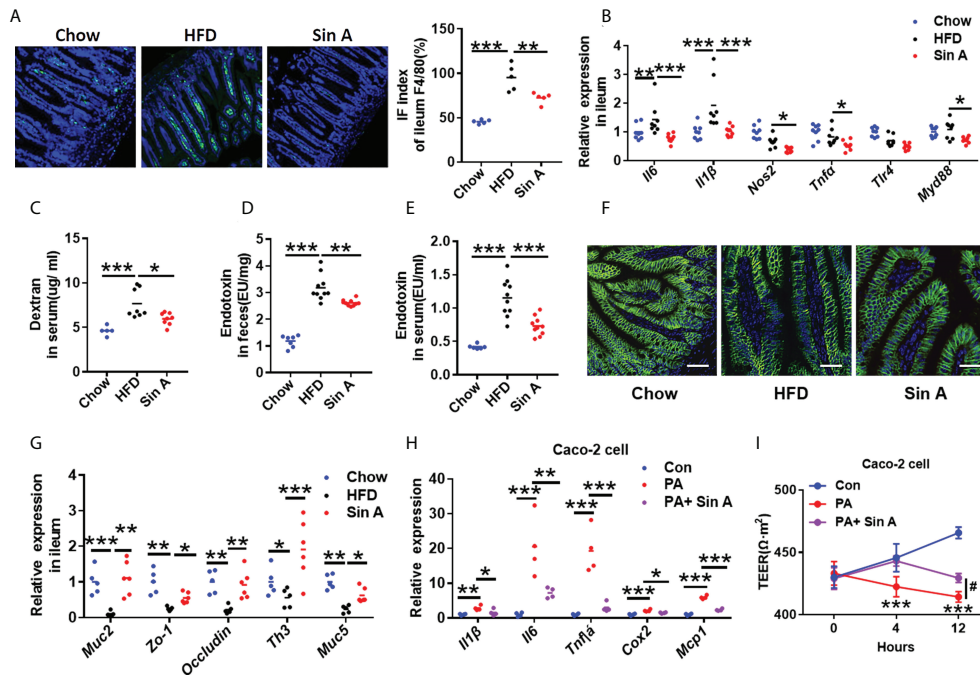 A
Chow
HFD
Sin A
IF index
of ileum F4/80(%)
150
100
50
0
***
**
Chow
HFD
Sin A
B
Relative expression
in ileum
5
4
3
2
1
0
Chow
HFD
Sin A
**
***
***
***
*
*
*
Il6
Il1β
Nos2
Tnfα
Tlr4
Myd88
C
Dextran
in serum(ug/ ml)
15
10
5
0
***
*
Chow
HFD
Sin A
D
Endotoxin
in feces(EU/mg)
5
4
3
2
1
0
***
**
Chow
HFD
Sin A
E
Endotoxin
in serum(EU/ml)
2.0
1.5
1.0
0.5
0.0
***
***
Chow
HFD
Sin A
F
Chow
HFD
Sin A
G
Relative expression
in ileum
4
3
2
1
0
Chow
HFD
Sin A
***
**
**
*
**
**
*
***
**
*
Muc2
Zo-1
Occludin
Th3
Muc5
H
Caco-2 cell
Relative expression
40
30
20
10
0
Con
PA
PA+ Sin A
**
*
***
**
***
***
***
*
***
***
Il1β
Il6
Tnflá
Cox2
Mcp1
I
Caco-2 cell
TEER(Ω·m²)
500
450
400
Con
PA
PA+ Sin A
***
***
#
0
4
12
Hours